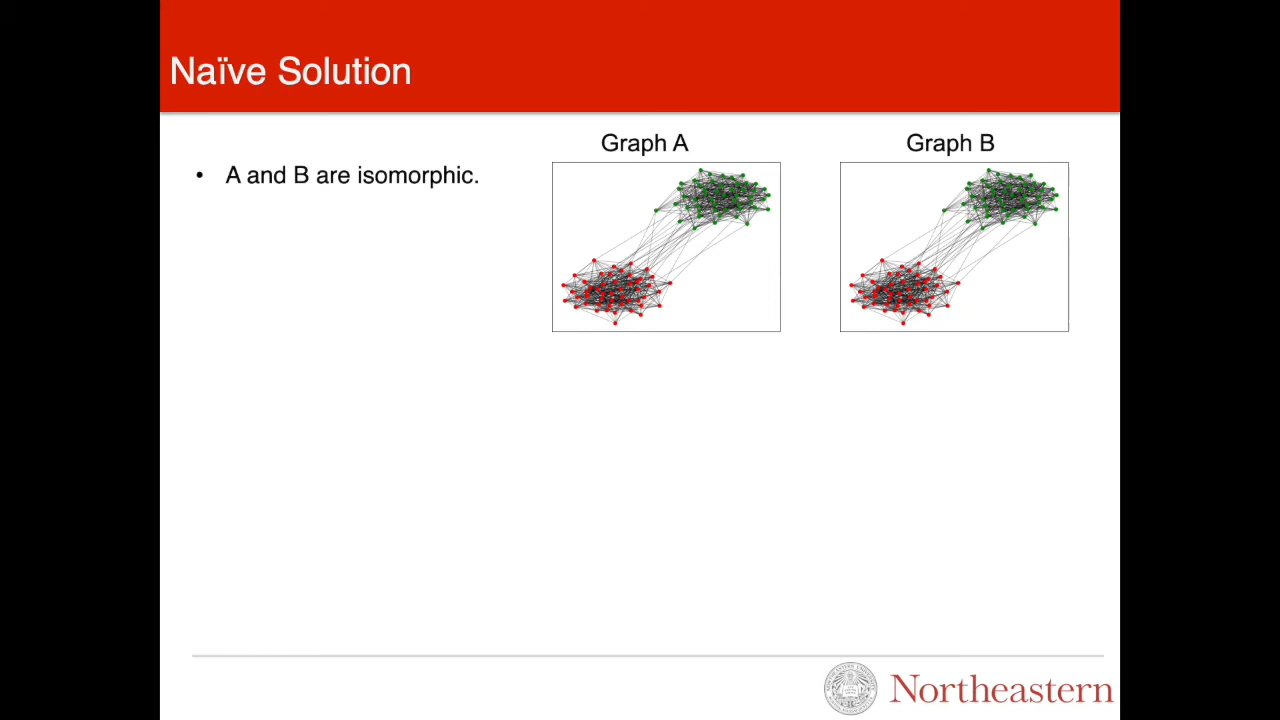 Naïve Solution
Graph A
Graph B
• A and B are isomorphic.
Northeastern